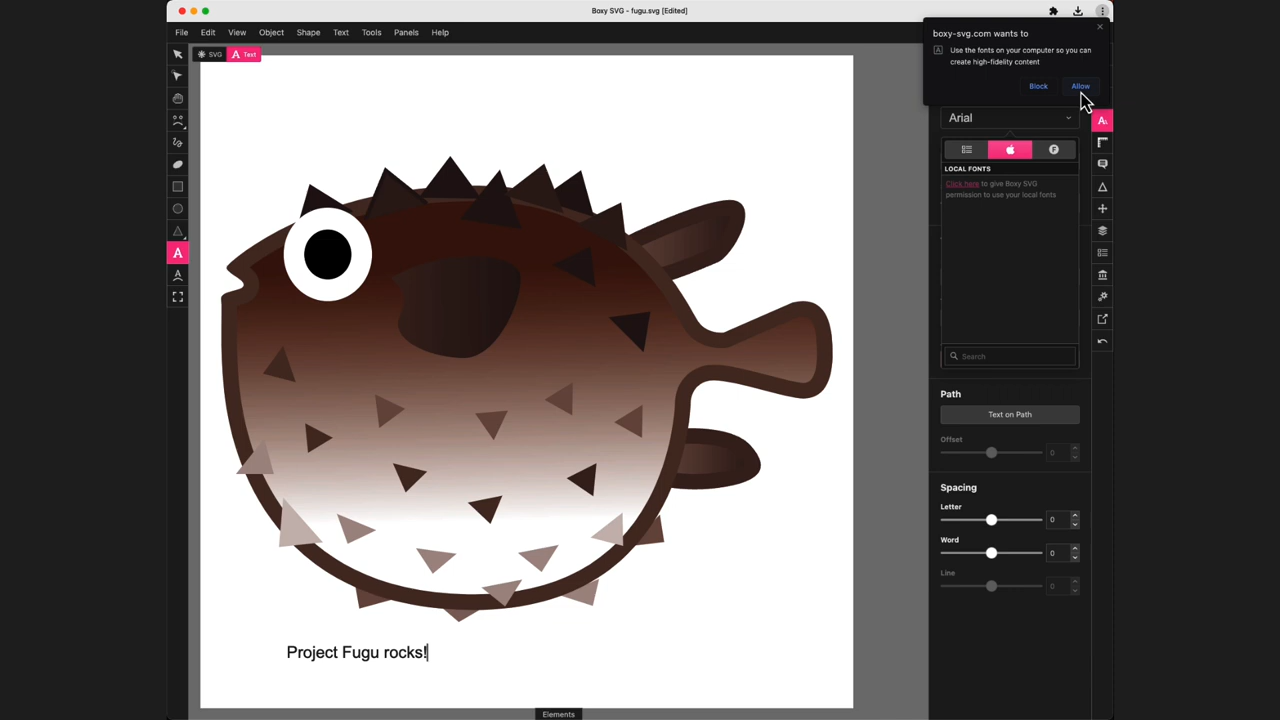 Boxy SVG - fugu.svg [Edited]
File Edit View Object Shape Text Tools Panels Help
SVG A Text
boxy-svg.com wants to
Use the fonts on your computer so you can
create high-fidelity content
Block Allow
Arial
LOCAL FONTS
Click here to give Boxy SVG
permission to use your local fonts
Search
Path
Text on Path
Offset
0
Spacing
Letter
0
Word
0
Line
0
Project Fugu rocks!
Elements